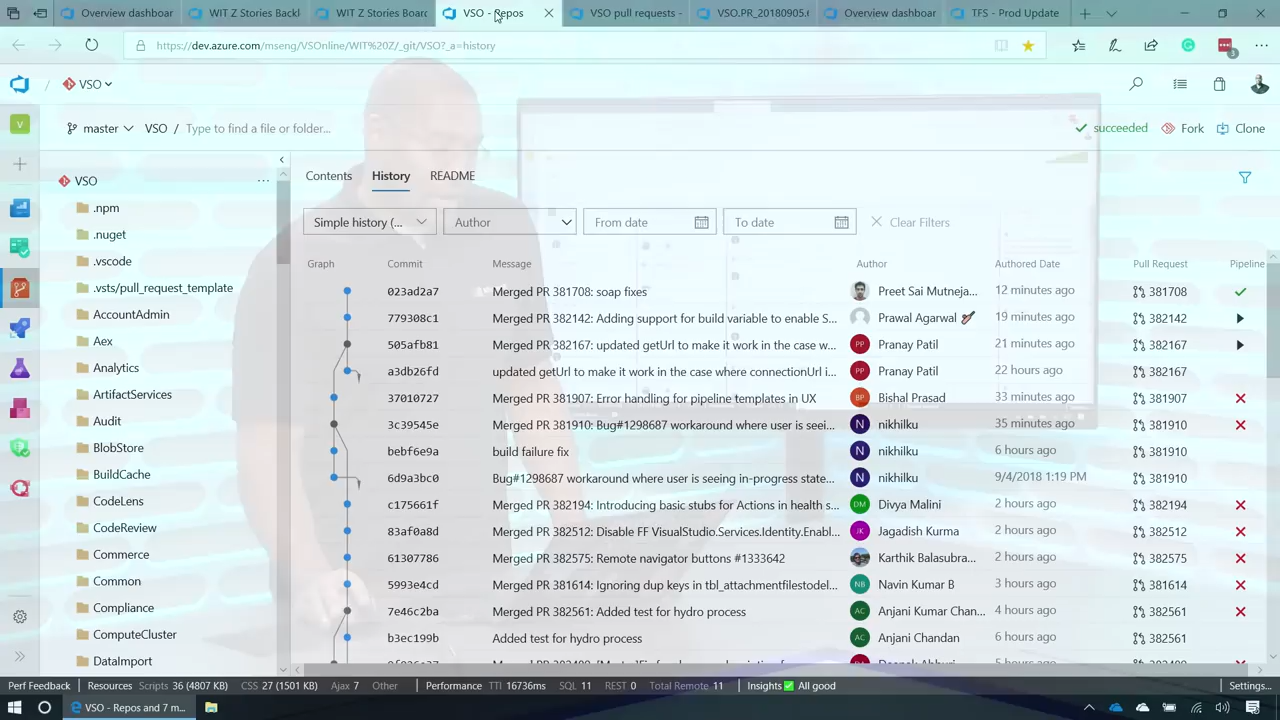 Overview dashboard
WIT Z Stories Backl
WIT Z Stories Board
VSO - Repos
VSO pull requests -
VSO.PR_20180905.
Overview dashboard
TFS - Prod Update
https://dev.azure.com/mseng/VSOnline/WIT%20Z/_git/VSO?_a=history
3
/ VSO
V
master VSO / Type to find a file or folder...
succeeded Fork Clone
VSO
.npm
.nuget
.vscode
.vsts/pull_request_template
AccountAdmin
Aex
Analytics
ArtifactServices
Audit
BlobStore
BuildCache
CodeLens
CodeReview
Commerce
Common
Compliance
ComputeCluster
DataImport
Contents History README
Simple history (... Author From date To date Clear Filters
Graph Commit Message Author Authored Date Pull Request Pipeline
023ad2a7 Merged PR 381708: soap fixes Preet Sai Mutneja... 12 minutes ago 381708
779308c1 Merged PR 382142: Adding support for build variable to enable S... Prawal Agarwal 19 minutes ago 382142
505afb81 Merged PR 382167: updated getUrl to make it work in the case w... PP Pranay Patil 21 minutes ago 382167
a3db26fd updated getUrl to make it work in the case where connectionUrl i... PP Pranay Patil 22 hours ago 382167
37010727 Merged PR 381907: Error handling for pipeline templates in UX BP Bishal Prasad 33 minutes ago 381907
3c39545e Merged PR 381910: Bug#1298687 workaround where user is seei... N nikhilku 35 minutes ago 381910
bebf6e9a build failure fix N nikhilku 6 hours ago 381910
6d9a3bc0 Bug#1298687 workaround where user is seeing in-progress state... N nikhilku 9/4/2018 1:19 PM 381910
c175661f Merged PR 382194: Introducing basic stubs for Actions in health s... DM Divya Malini 2 hours ago 382194
83af0a8d Merged PR 382512: Disable FF VisualStudio.Services.Identity.Enabl... JK Jagadish Kurma 2 hours ago 382512
61307786 Merged PR 382575: Remote navigator buttons #1333642 Karthik Balasubra... 2 hours ago 382575
5993e4cd Merged PR 381614: Ignoring dup keys in tbl_attachmentfilestodel... NB Navin Kumar B 3 hours ago 381614
7e46c2ba Merged PR 382561: Added test for hydro process AC Anjani Kumar Chan... 4 hours ago 382561
b3ec199b Added test for hydro process AC Anjani Chandan 6 hours ago 382561
Perf Feedback Resources Scripts 36 (4807 KB) CSS 27 (1501 KB) Ajax 7 Other Performance TTI 16736ms SQL 11 REST 0 Total Remote 11 Insights All good Settings...
VSO - Repos and 7 m...